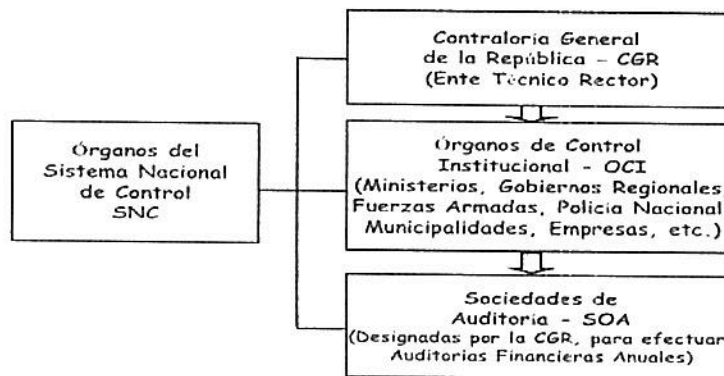 Órganos del
Sistema Nacional
de Control
SNC
Contraloría General
de la República - CGR
(Ente Técnico Rector)
Órganos de Control
Institucional - OCI
(Ministerios, Gobiernos Regionales
Fuerzas Armadas, Policía Nacional
Municipalidades, Empresas, etc.)
Sociedades de
Auditoría - SOA
(Designadas por la CGR, para efectuar
Auditorías Financieras Anuales)